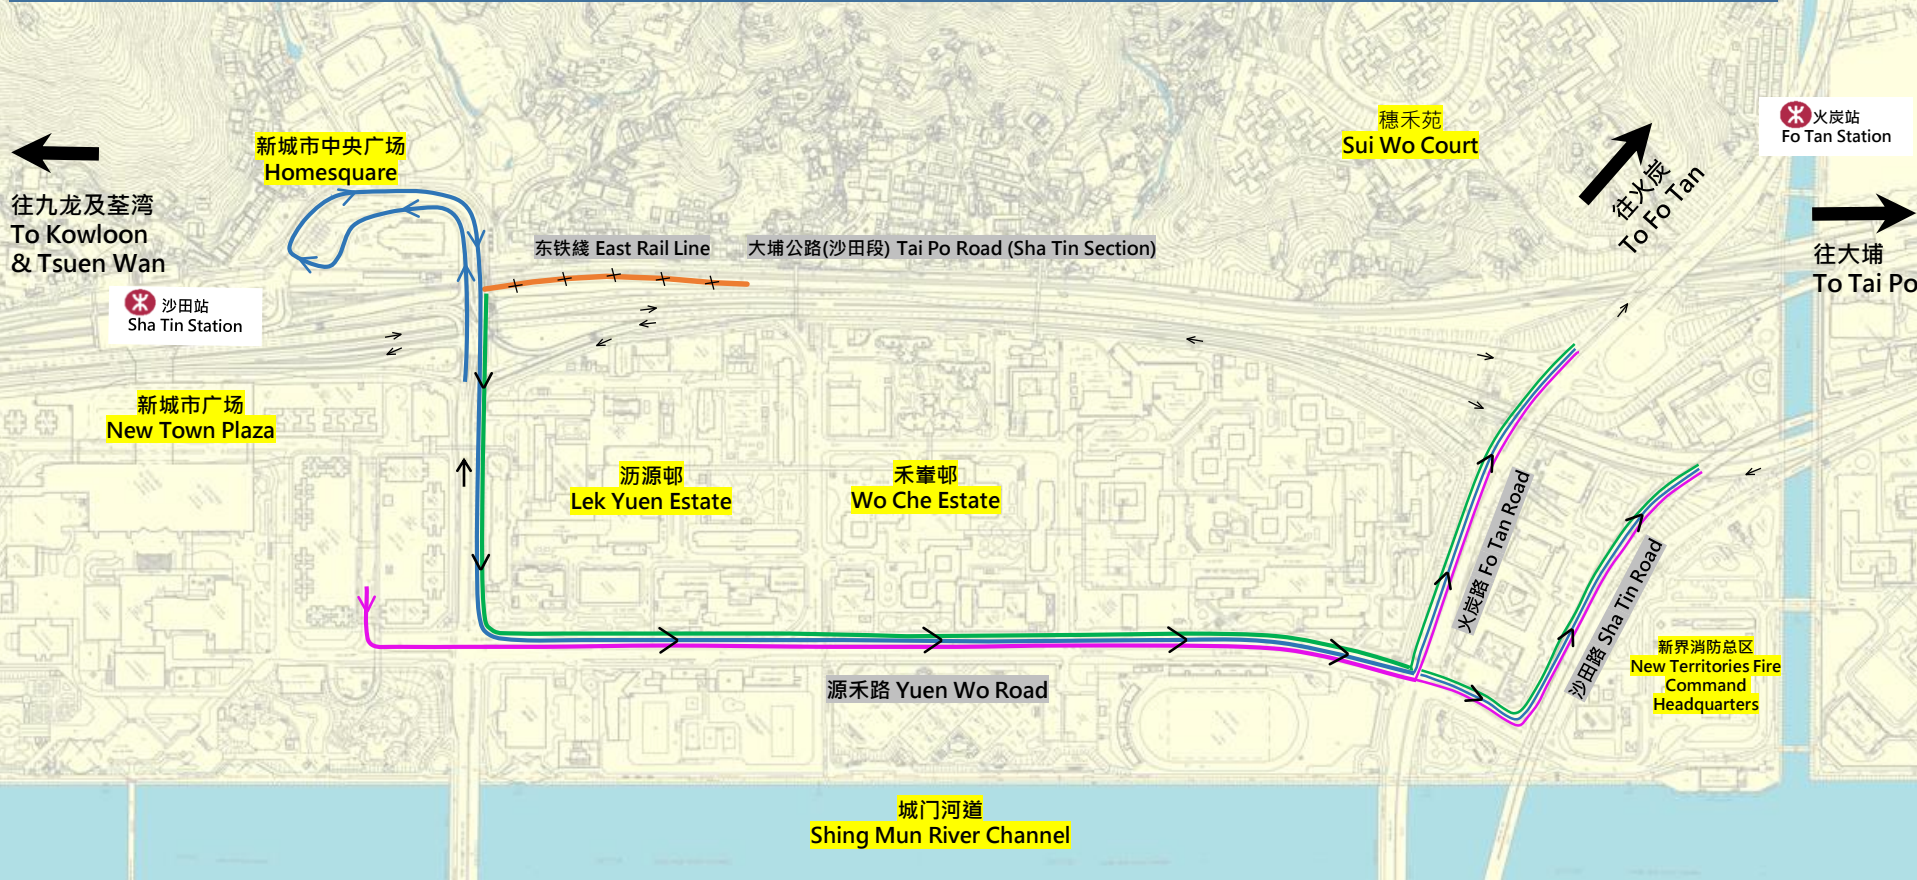 新城市中央广场
Homesquare
穗禾苑
Sui Wo Court
火炭站
Fo Tan Station
往火炭
To Fo Tan
往九龙及荃湾
To Kowloon
& Tsuen Wan
东铁綫 East Rail Line
大埔公路(沙田段) Tai Po Road (Sha Tin Section)
往大埔
To Tai Po
沙田站
Sha Tin Station
新城市广场
New Town Plaza
沥源邨
Lek Yuen Estate
禾輋邨
Wo Che Estate
火炭路 Fo Tan Road
沙田路 Sha Tin Road
新界消防总区
New Territories Fire
Command
Headquarters
源禾路 Yuen Wo Road
城门河道
Shing Mun River Channel